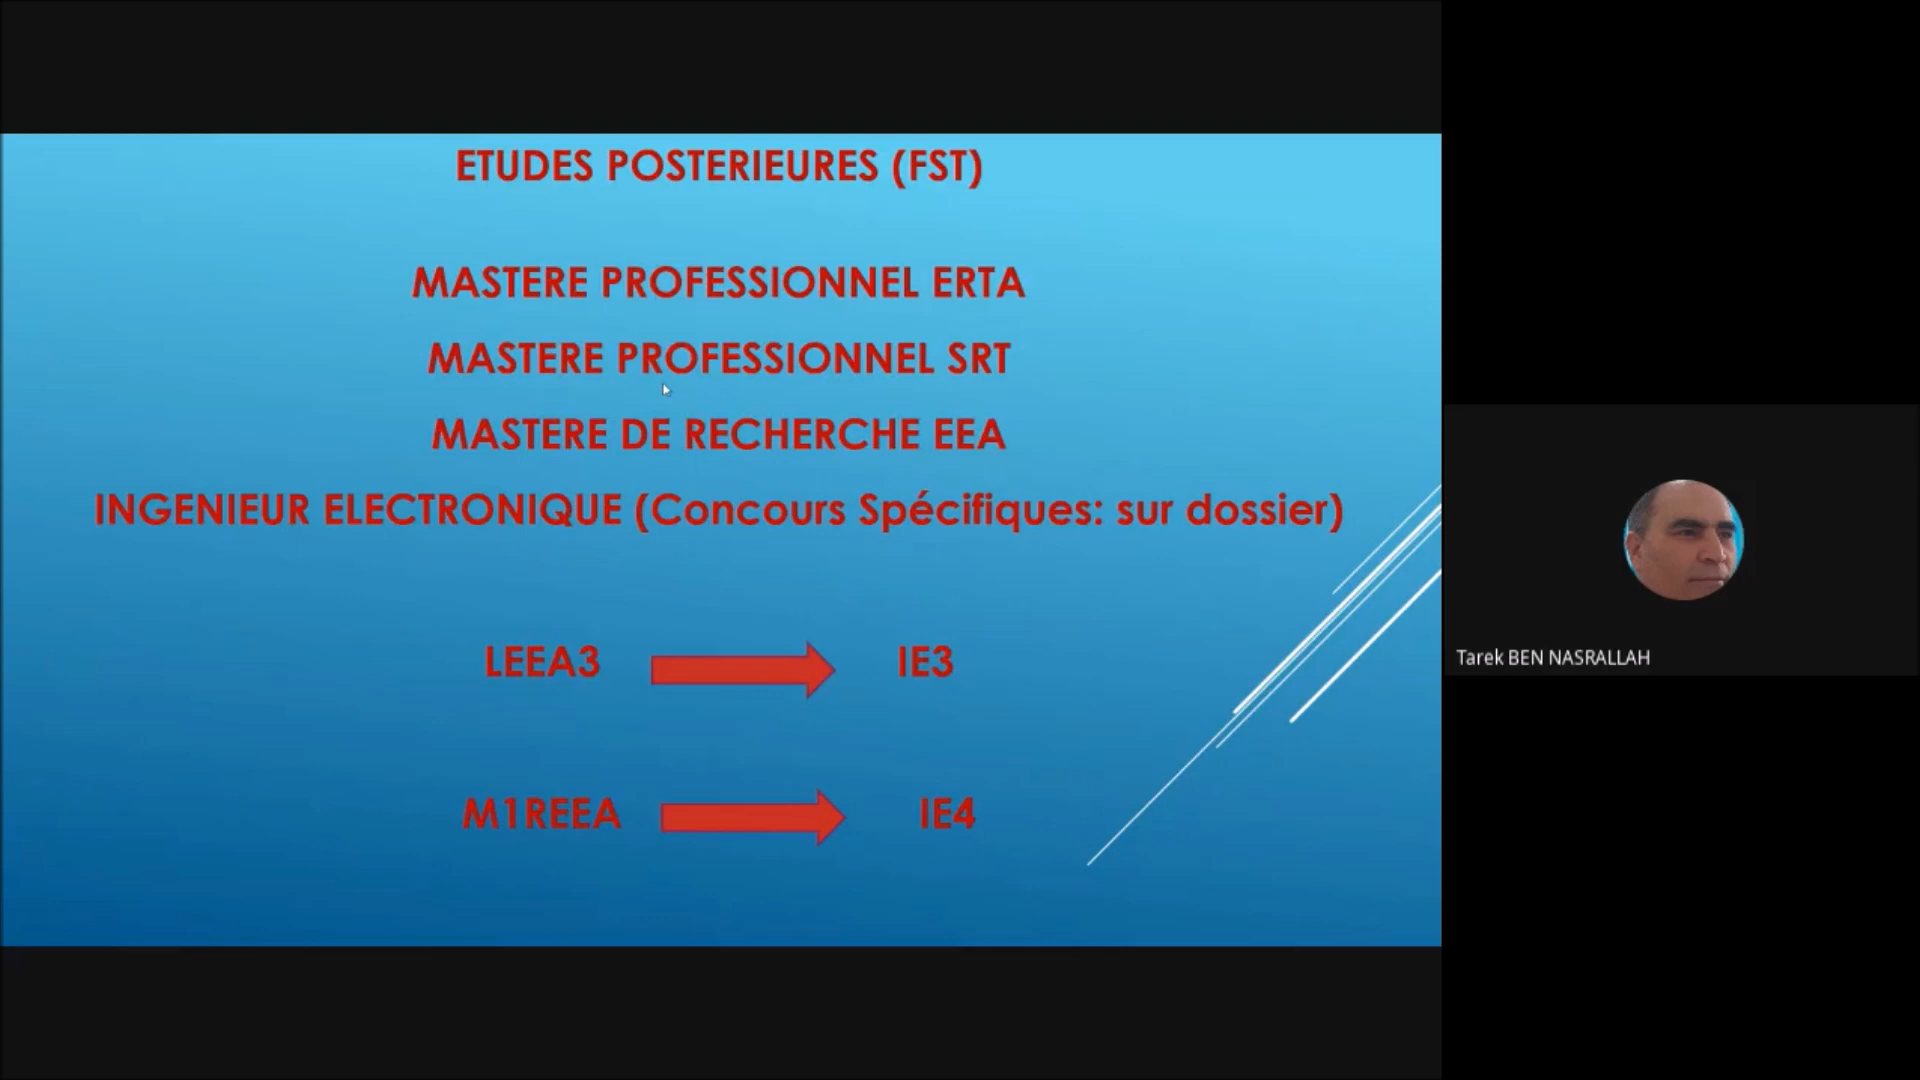 ETUDES POSTERIEURES (FST)
MASTERE PROFESSIONNEL ERTA
MASTERE PROFESSIONNEL SRT
MASTERE DE RECHERCHE EEA
INGENIEUR ELECTRONIQUE (Concours Spécifiques: sur dossier)
LEEA3 IE3
M1REEA IE4
Tarek BEN NASRALLAH